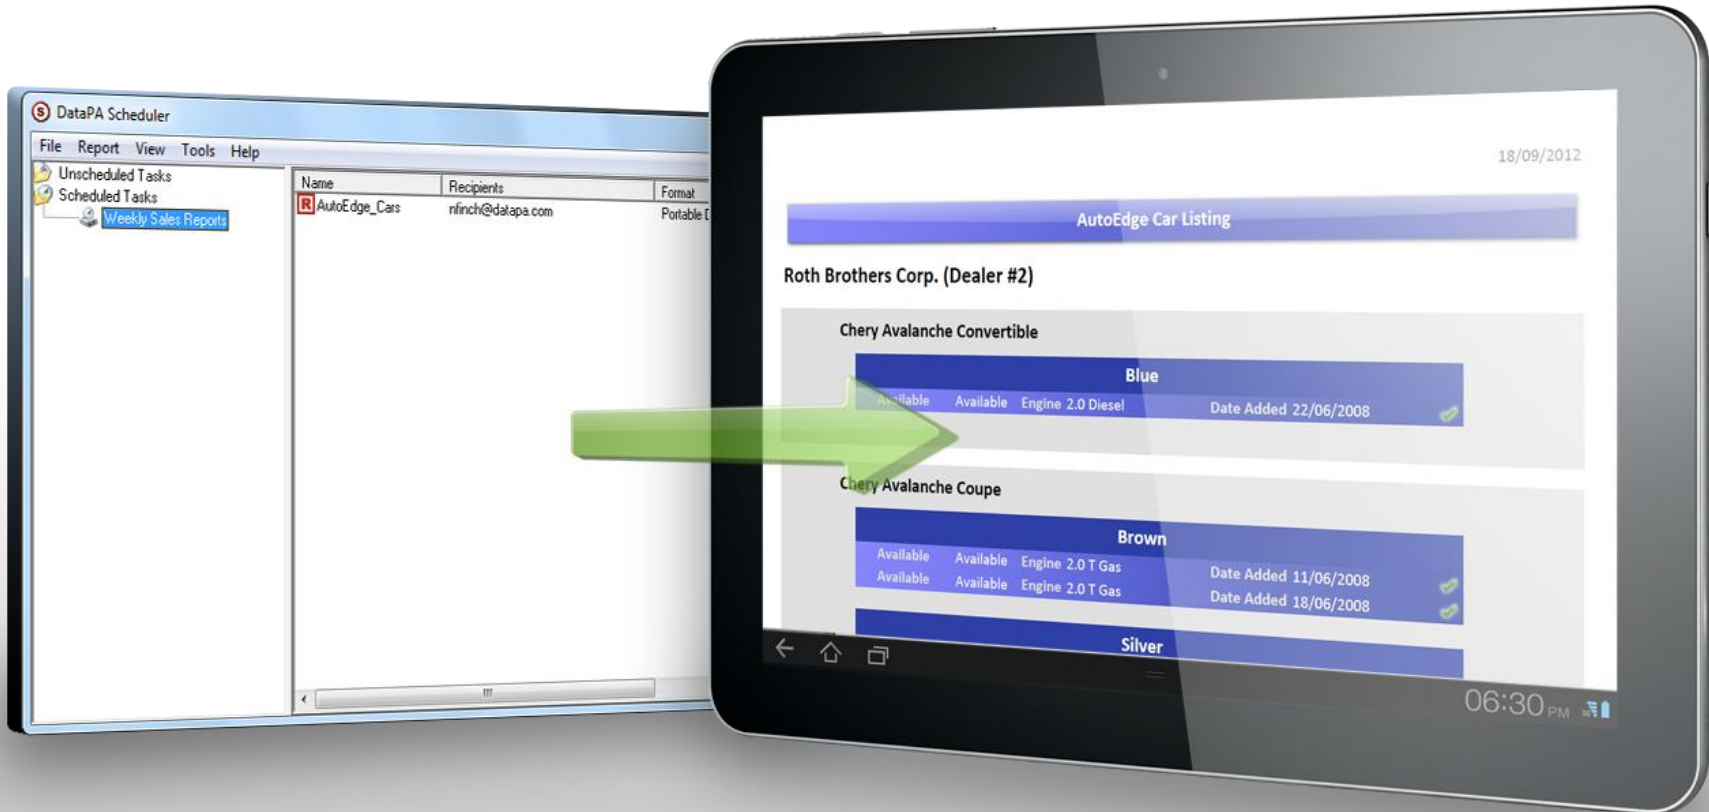 DataPA Scheduler
File Report View Tools Help
Unscheduled Tasks
Scheduled Tasks
Weekly Sales Reports
Name Recipients Format
AutoEdge_Cars nfinch@datapa.com Portable D
18/09/2012
AutoEdge Car Listing
Roth Brothers Corp. (Dealer #2)
Chery Avalanche Convertible
Blue
Available Available Engine 2.0 Diesel Date Added 22/06/2008
Chery Avalanche Coupe
Brown
Available Available Engine 2.0 T Gas Date Added 11/06/2008
Available Available Engine 2.0 T Gas Date Added 18/06/2008
Silver
06:30 PM